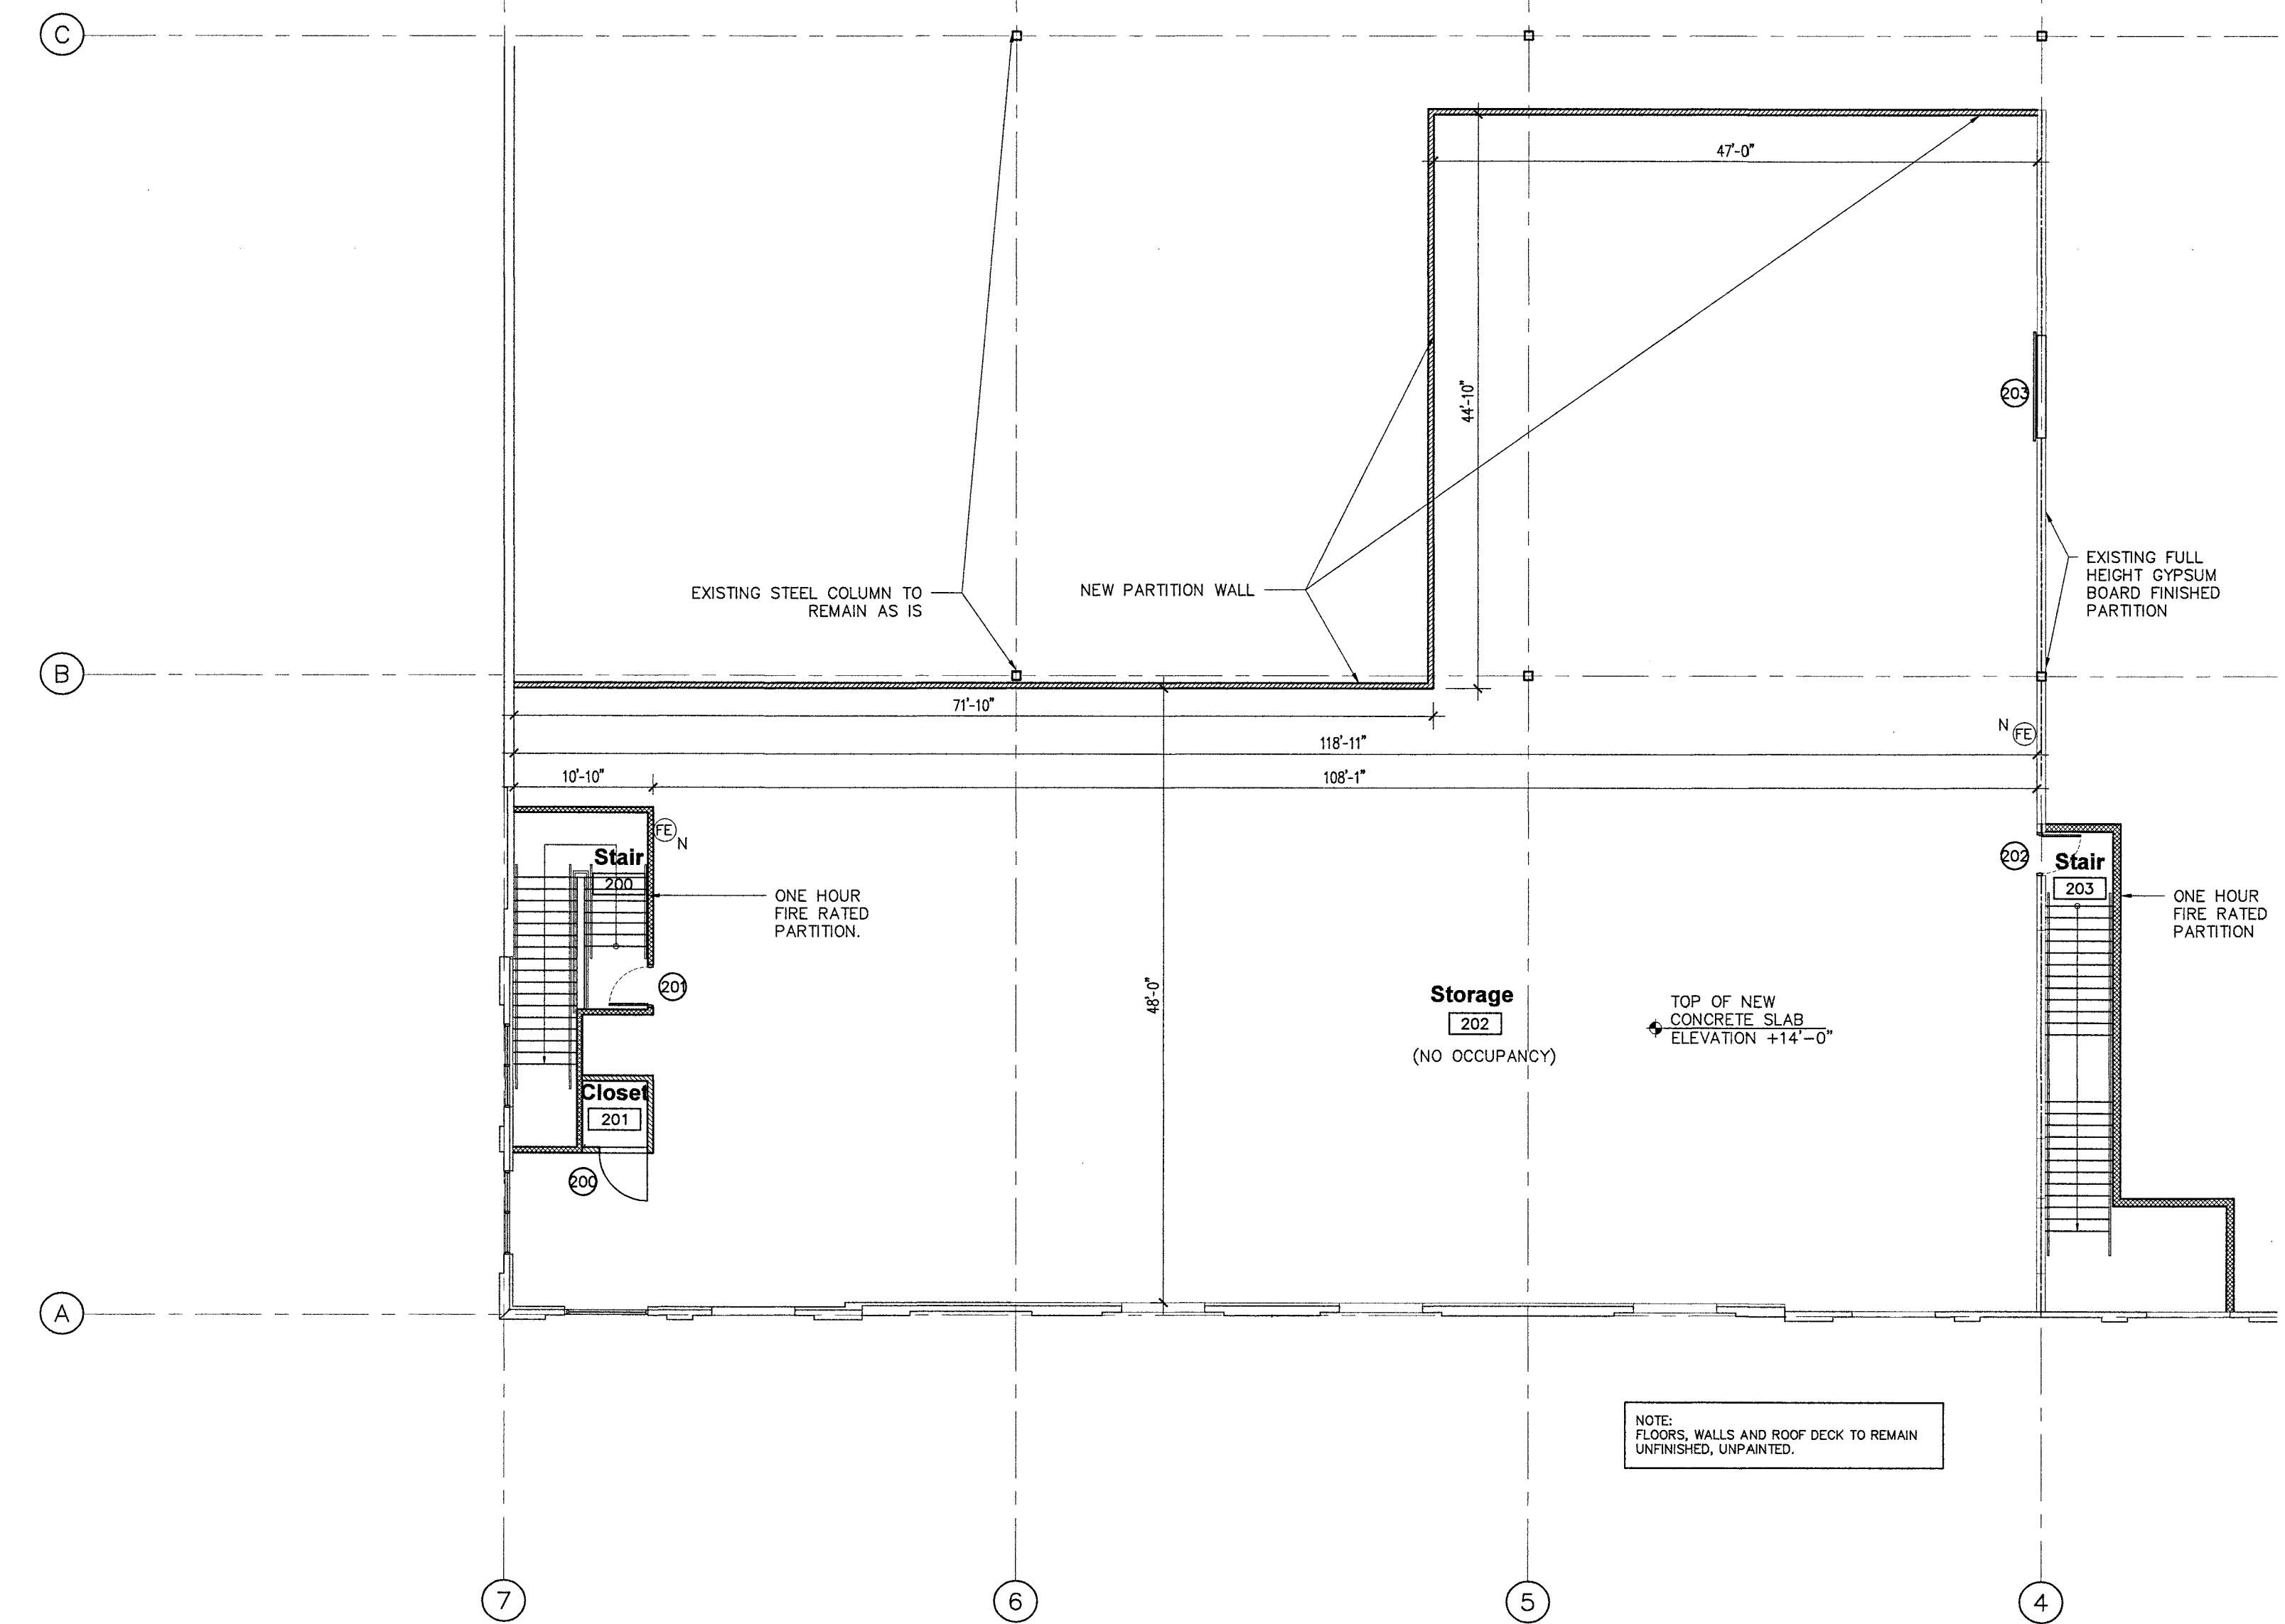 C
47'-0"
203
44'-10"
EXISTING STEEL COLUMN TO
REMAIN AS IS
NEW PARTITION WALL
EXISTING FULL
HEIGHT GYPSUM
BOARD FINISHED
PARTITION
B
71'-10"
N
FE
118'-11"
10'-10"
108'-1"
FE
N
Stair
200
ONE HOUR
FIRE RATED
PARTITION.
202
Stair
203
ONE HOUR
FIRE RATED
PARTITION
201
48'-0"
Storage
202
(NO OCCUPANCY)
TOP OF NEW
CONCRETE SLAB
ELEVATION +14'-0"
Closet
201
200
A
NOTE:
FLOORS, WALLS AND ROOF DECK TO REMAIN
UNFINISHED, UNPAINTED.
7
6
5
4